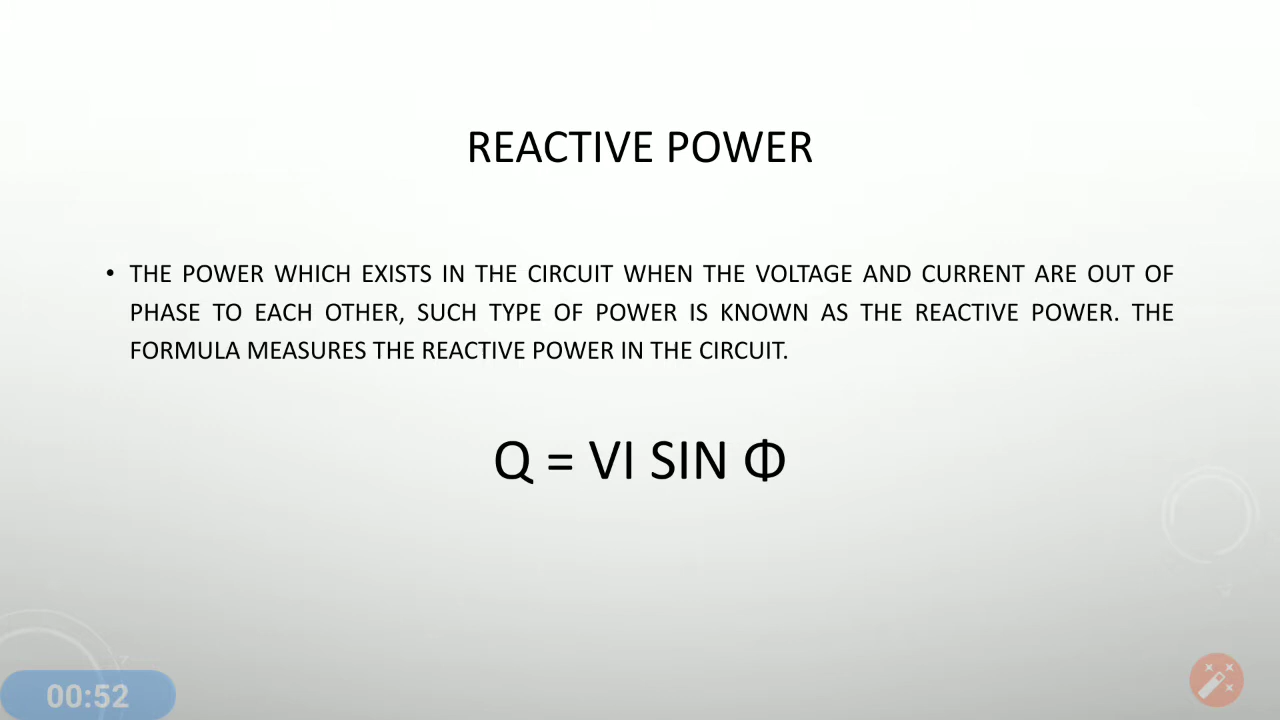 REACTIVE POWER
• THE POWER WHICH EXISTS IN THE CIRCUIT WHEN THE VOLTAGE AND CURRENT ARE OUT OF
PHASE TO EACH OTHER, SUCH TYPE OF POWER IS KNOWN AS THE REACTIVE POWER. THE
FORMULA MEASURES THE REACTIVE POWER IN THE CIRCUIT.
Q = VI SIN Φ
00:52